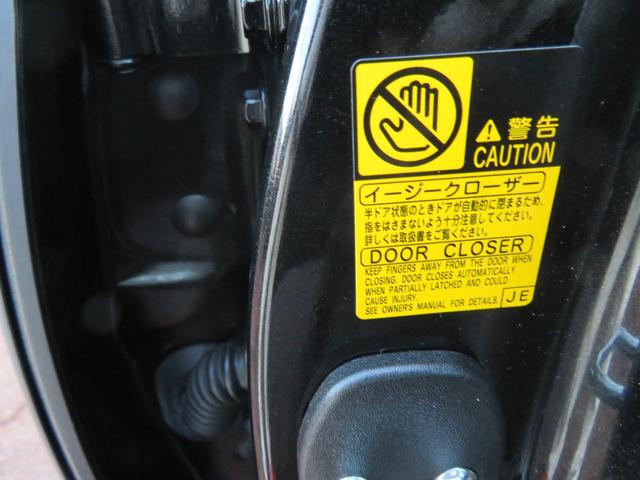 警告
CAUTION
イージークローザー
半ドア状態のときドアが自動的に閉まるため、
指をはさまないよう十分注意してください。
詳しくは取扱書をご覧ください。
DOOR CLOSER
KEEP FINGERS AWAY FROM THE DOOR WHEN
CLOSING. DOOR CLOSES AUTOMATICALLY
WHEN PARTIALLY LATCHED AND COULD
CAUSE INJURY.
SEE OWNER'S MANUAL FOR DETAILS.
JE